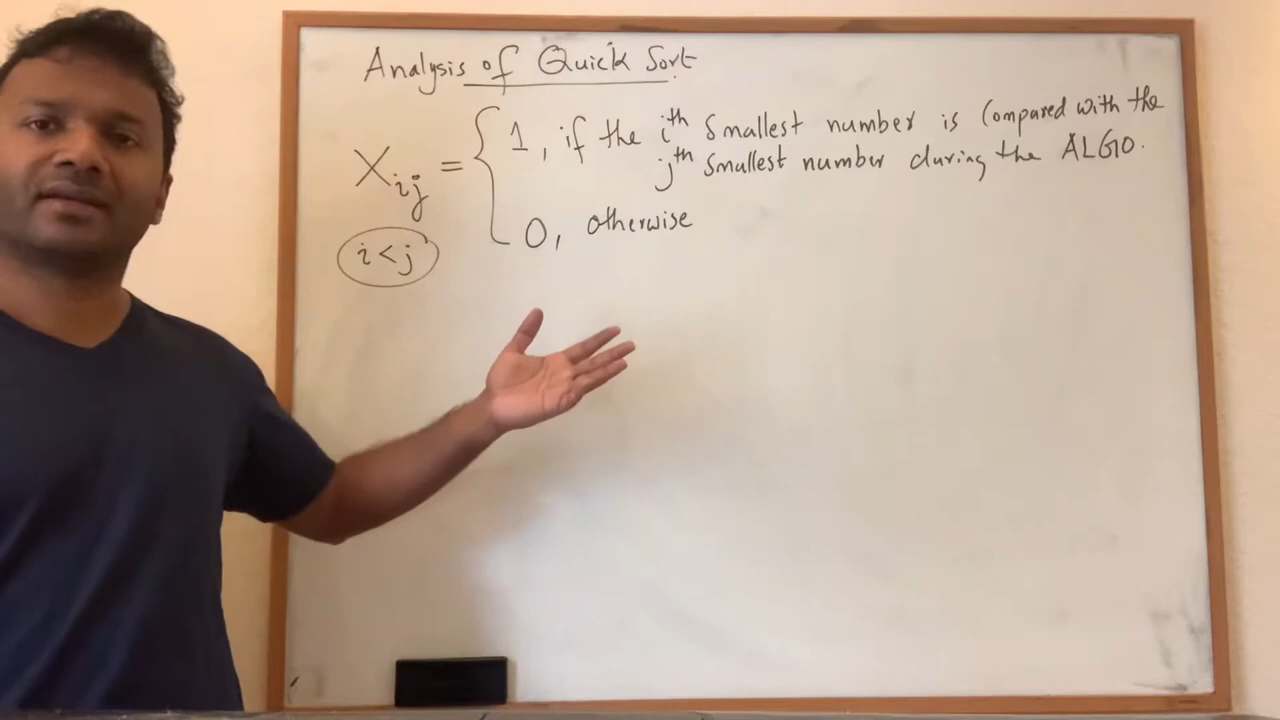 Analysis of Quick Sort
X_ij = { 1, if the i^th smallest number is compared with the
j^th smallest number during the ALGO.
0, otherwise
i < j